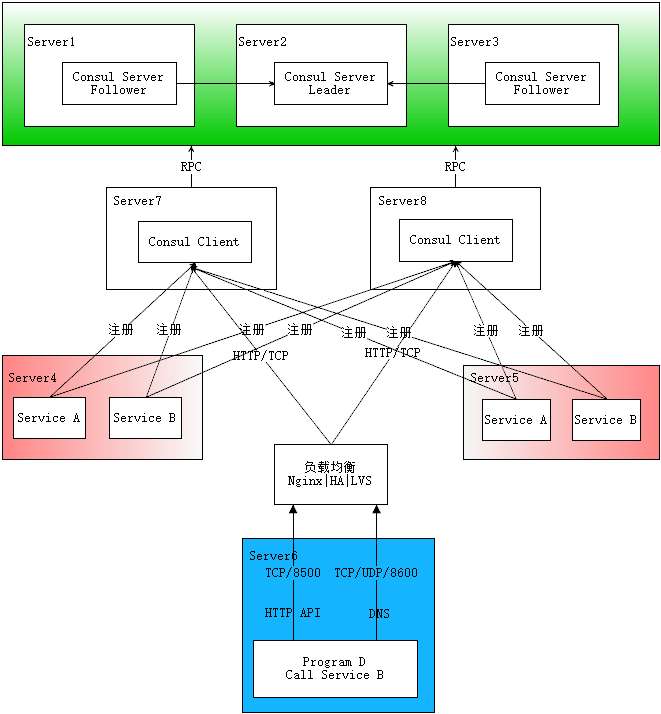 Server1
Server2
Server3
Consul Server
Follower
Consul Server
Leader
Consul Server
Follower
RPC
RPC
Server7
Server8
Consul Client
Consul Client
注册
注册
注册
注册
注册
注册
注册
注册
HTTP/TCP
HTTP/TCP
Server4
Server5
Service A
Service B
Service A
Service B
负载均衡
Nginx|HA|LVS
Server6
TCP/8500
TCP/UDP/8600
HTTP API
DNS
Program D
Call Service B